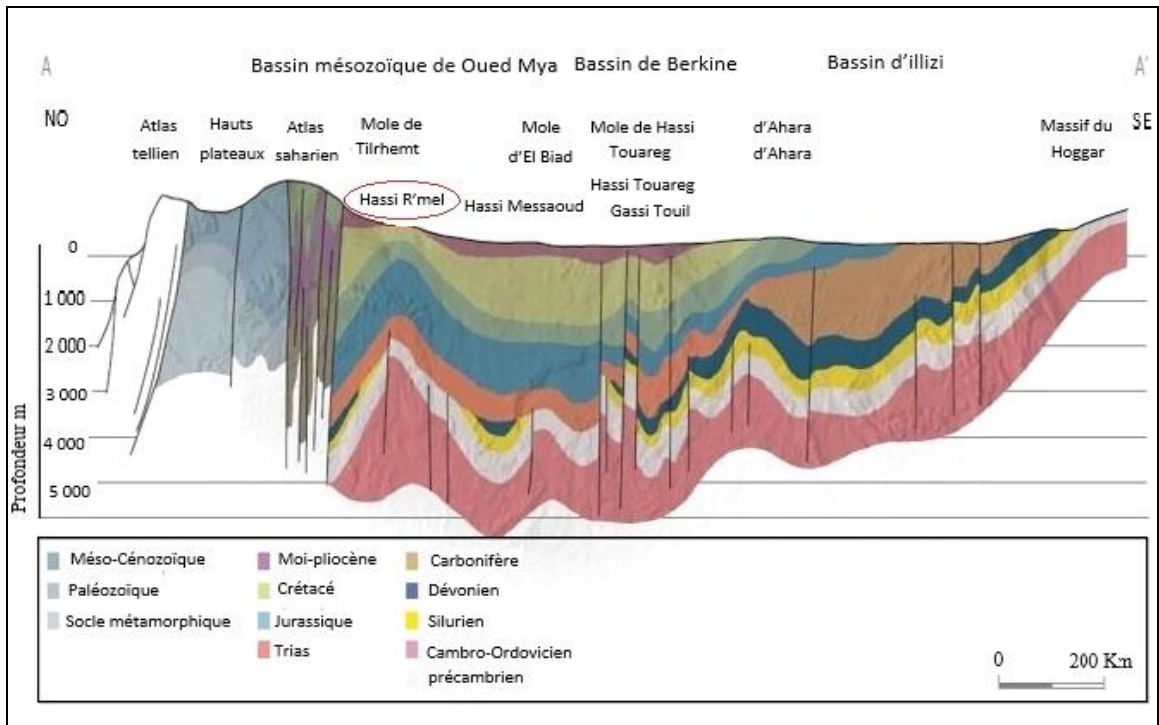 A
Bassin mésozoïque de Oued Mya
Bassin de Berkine
Bassin d'illizi
A'
NO
SE
Atlas
tellien
Hauts
plateaux
Atlas
saharien
Mole de
Tilrhemt
Mole
d'El Biad
Mole de Hassi
Touareg
d'Ahara
d'Ahara
Massif du
Hoggar
Hassi R'mel
Hassi Messaoud
Hassi Touareg
Gassi Touil
Profondeur m
0
1 000
2 000
3 000
4 000
5 000
Méso-Cénozoïque
Paléozoïque
Socle métamorphique
Moi-pliocène
Crétacé
Jurassique
Trias
Carbonifère
Dévonien
Silurien
Cambro-Ordovicien
précambrien
0
200 Km